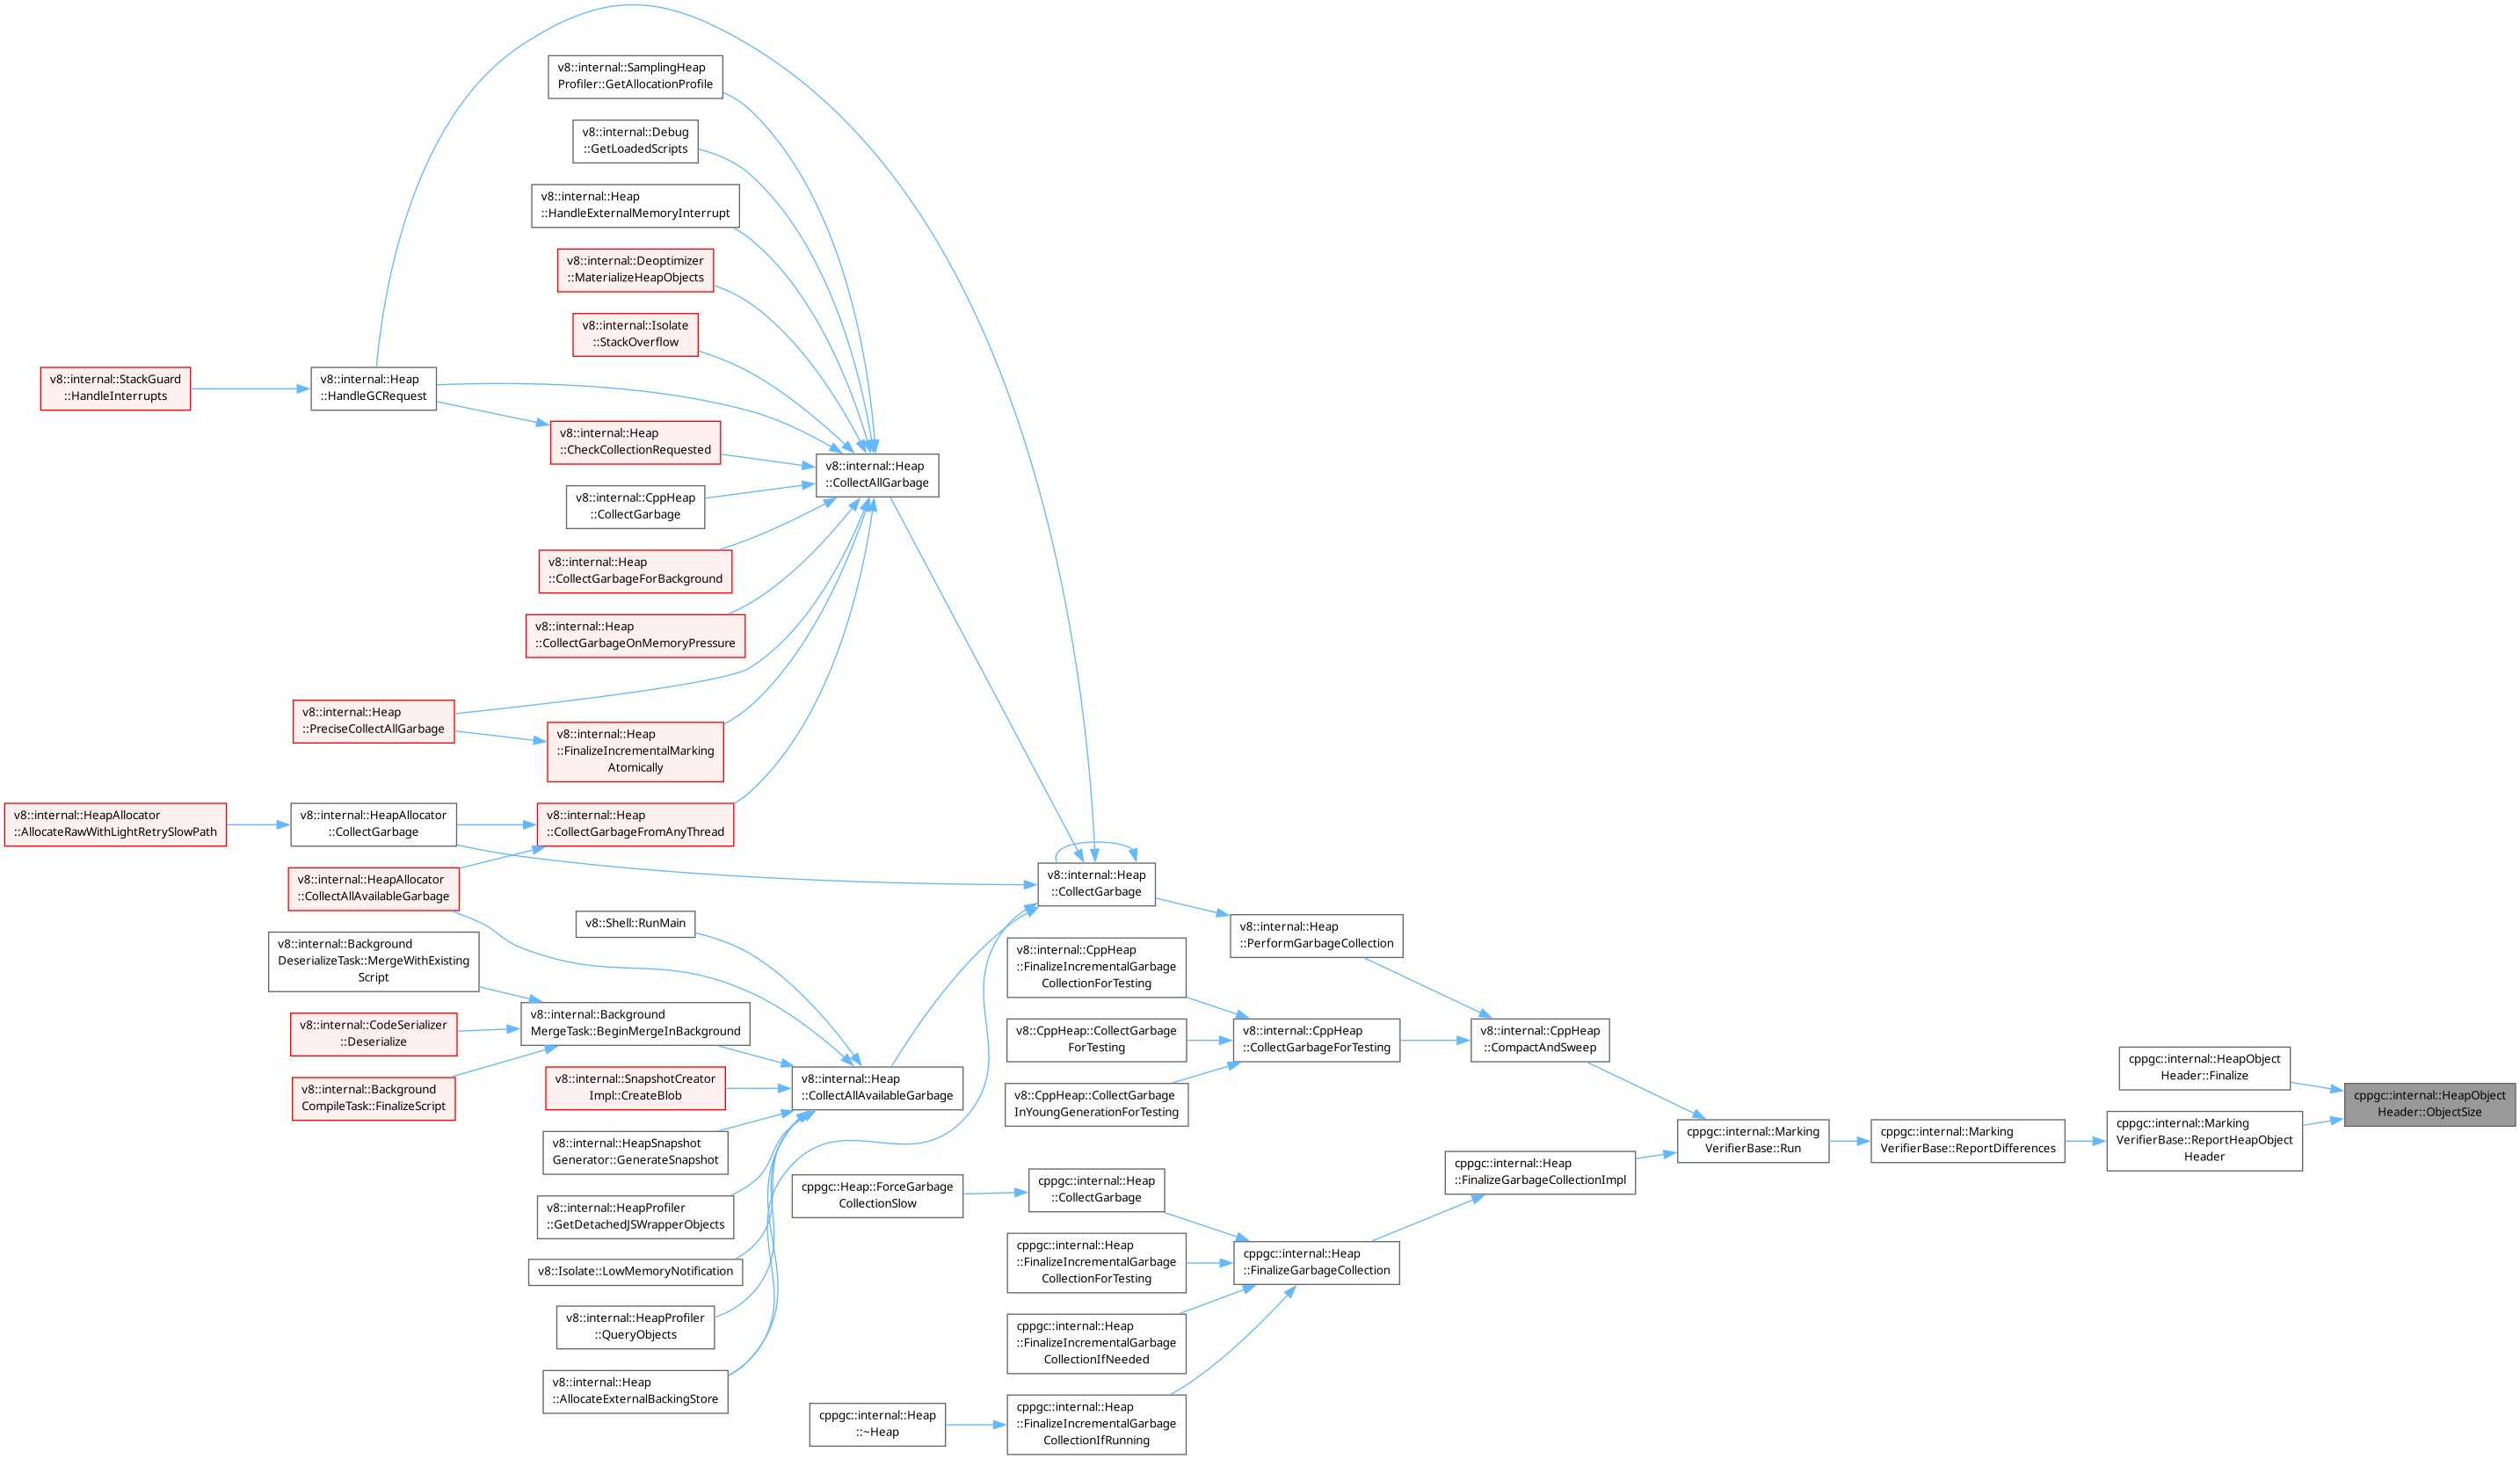 v8::internal::SamplingHeap
Profiler::GetAllocationProfile
v8::internal::Debug
::GetLoadedScripts
v8::internal::Heap
::HandleExternalMemoryInterrupt
v8::internal::Deoptimizer
::MaterializeHeapObjects
v8::internal::Isolate
::StackOverflow
v8::internal::StackGuard
::HandleInterrupts
v8::internal::Heap
::HandleGCRequest
v8::internal::Heap
::CheckCollectionRequested
v8::internal::Heap
::CollectAllGarbage
v8::internal::CppHeap
::CollectGarbage
v8::internal::Heap
::CollectGarbageForBackground
v8::internal::Heap
::CollectGarbageOnMemoryPressure
v8::internal::Heap
::PreciseCollectAllGarbage
v8::internal::Heap
::FinalizeIncrementalMarking
Atomically
v8::internal::HeapAllocator
::AllocateRawWithLightRetrySlowPath
v8::internal::HeapAllocator
::CollectGarbage
v8::internal::Heap
::CollectGarbageFromAnyThread
v8::internal::HeapAllocator
::CollectAllAvailableGarbage
v8::internal::Heap
::CollectGarbage
v8::Shell::RunMain
v8::internal::Heap
::PerformGarbageCollection
v8::internal::Background
DeserializeTask::MergeWithExisting
Script
v8::internal::CppHeap
::FinalizeIncrementalGarbage
CollectionForTesting
v8::internal::CodeSerializer
::Deserialize
v8::internal::Background
MergeTask::BeginMergeInBackground
v8::CppHeap::CollectGarbage
ForTesting
v8::internal::CppHeap
::CollectGarbageForTesting
v8::internal::CppHeap
::CompactAndSweep
v8::internal::Background
CompileTask::FinalizeScript
v8::internal::SnapshotCreator
Impl::CreateBlob
v8::internal::Heap
::CollectAllAvailableGarbage
v8::CppHeap::CollectGarbage
InYoungGenerationForTesting
cppgc::internal::HeapObject
Header::Finalize
cppgc::internal::HeapObject
Header::ObjectSize
v8::internal::HeapSnapshot
Generator::GenerateSnapshot
cppgc::internal::Marking
VerifierBase::Run
cppgc::internal::Marking
VerifierBase::ReportDifferences
cppgc::internal::Marking
VerifierBase::ReportHeapObject
Header
v8::internal::HeapProfiler
::GetDetachedJSWrapperObjects
cppgc::Heap::ForceGarbage
CollectionSlow
cppgc::internal::Heap
::CollectGarbage
cppgc::internal::Heap
::FinalizeGarbageCollectionImpl
v8::Isolate::LowMemoryNotification
cppgc::internal::Heap
::FinalizeIncrementalGarbage
CollectionForTesting
cppgc::internal::Heap
::FinalizeGarbageCollection
v8::internal::HeapProfiler
::QueryObjects
cppgc::internal::Heap
::FinalizeIncrementalGarbage
CollectionIfNeeded
v8::internal::Heap
::AllocateExternalBackingStore
cppgc::internal::Heap
::~Heap
cppgc::internal::Heap
::FinalizeIncrementalGarbage
CollectionIfRunning